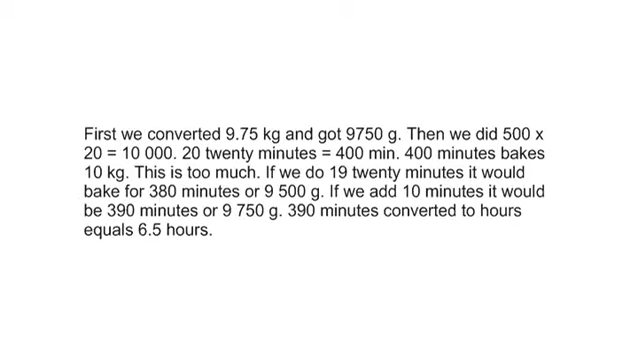 First we converted 9.75 kg and got 9750 g. Then we did 500 x
20 = 10 000. 20 twenty minutes = 400 min. 400 minutes bakes
10 kg. This is too much. If we do 19 twenty minutes it would
bake for 380 minutes or 9 500 g. If we add 10 minutes it would
be 390 minutes or 9 750 g. 390 minutes converted to hours
equals 6.5 hours.